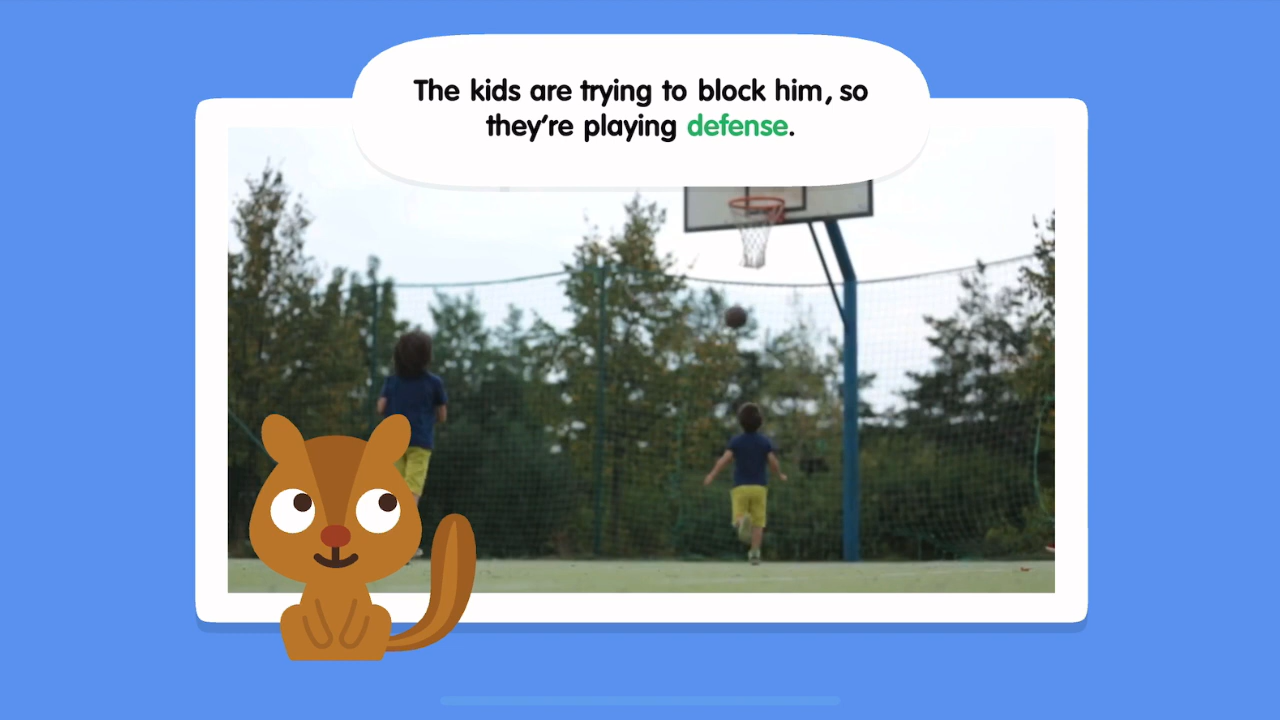 The kids are trying to block him, so
they're playing defense.